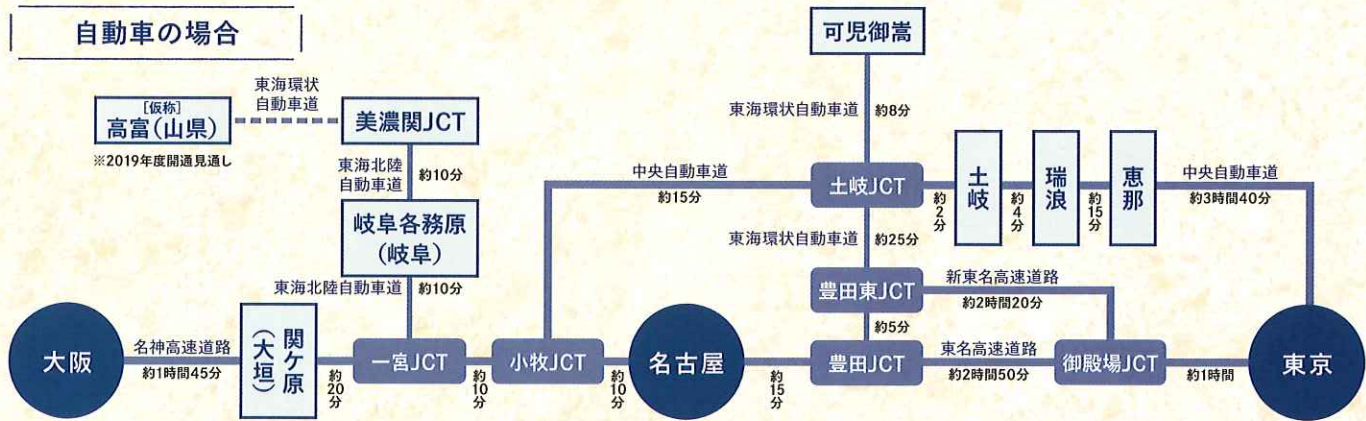 自動車の場合
可児御嵩
東海環状
自動車道
[仮称]
高富(山県)
美濃関JCT
※2019年度開通見通し
東海環状自動車道
約8分
東海北陸
自動車道
約10分
中央自動車道
約15分
土岐JCT
約2分
土岐
約4分
瑞浪
約15分
恵那
中央自動車道
約3時間40分
岐阜各務原
(岐阜)
東海環状自動車道
約25分
東海北陸自動車道
約10分
豊田東JCT
新東名高速道路
約2時間20分
約5分
大阪
名神高速道路
約1時間45分
関ケ原
(大垣)
約20分
一宮JCT
約10分
小牧JCT
約10分
名古屋
約15分
豊田JCT
東名高速道路
約2時間50分
御殿場JCT
約1時間
東京